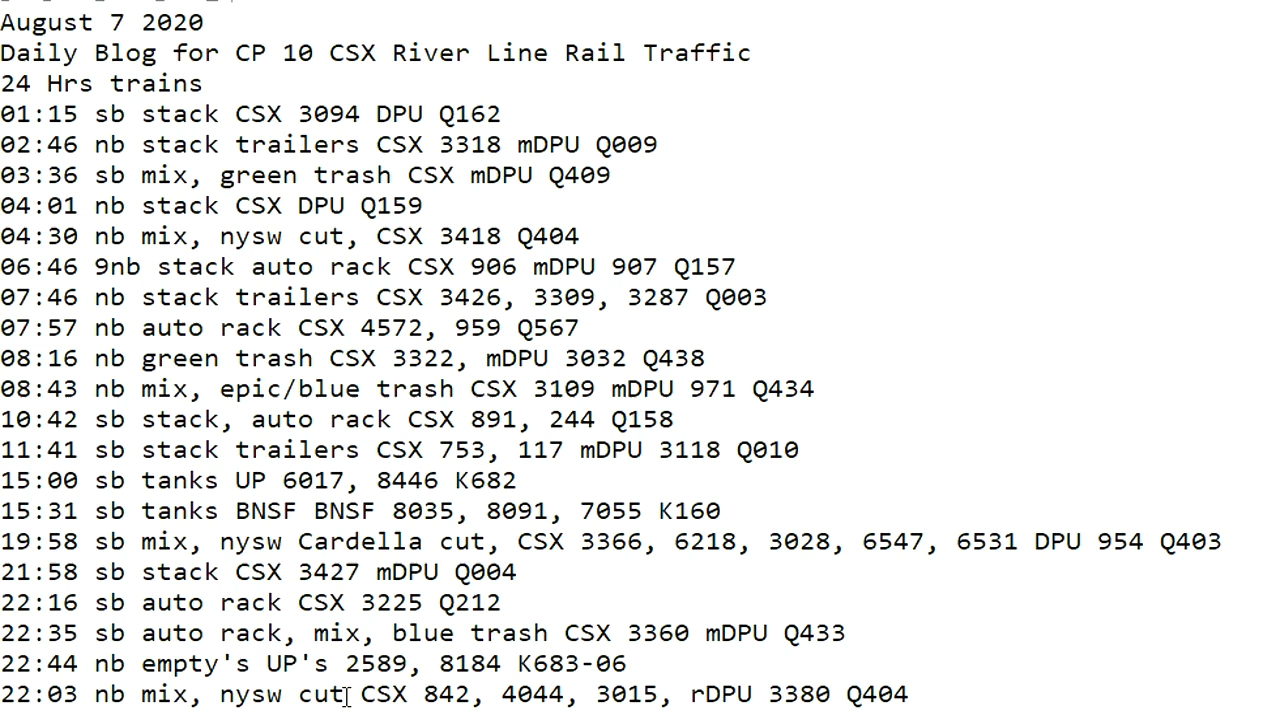 August 7 2020
Daily Blog for CP 10 CSX River Line Rail Traffic
24 Hrs trains
01:15 sb stack CSX 3094 DPU Q162
02:46 nb stack trailers CSX 3318 mDPU Q009
03:36 sb mix, green trash CSX mDPU Q409
04:01 nb stack CSX DPU Q159
04:30 nb mix, nysw cut, CSX 3418 Q404
06:46 9nb stack auto rack CSX 906 mDPU 907 Q157
07:46 nb stack trailers CSX 3426, 3309, 3287 Q003
07:57 nb auto rack CSX 4572, 959 Q567
08:16 nb green trash CSX 3322, mDPU 3032 Q438
08:43 nb mix, epic/blue trash CSX 3109 mDPU 971 Q434
10:42 sb stack, auto rack CSX 891, 244 Q158
11:41 sb stack trailers CSX 753, 117 mDPU 3118 Q010
15:00 sb tanks UP 6017, 8446 K682
15:31 sb tanks BNSF BNSF 8035, 8091, 7055 K160
19:58 sb mix, nysw Cardella cut, CSX 3366, 6218, 3028, 6547, 6531 DPU 954 Q403
21:58 sb stack CSX 3427 mDPU Q004
22:16 sb auto rack CSX 3225 Q212
22:35 sb auto rack, mix, blue trash CSX 3360 mDPU Q433
22:44 nb empty's UP's 2589, 8184 K683-06
22:03 nb mix, nysw cut CSX 842, 4044, 3015, rDPU 3380 Q404